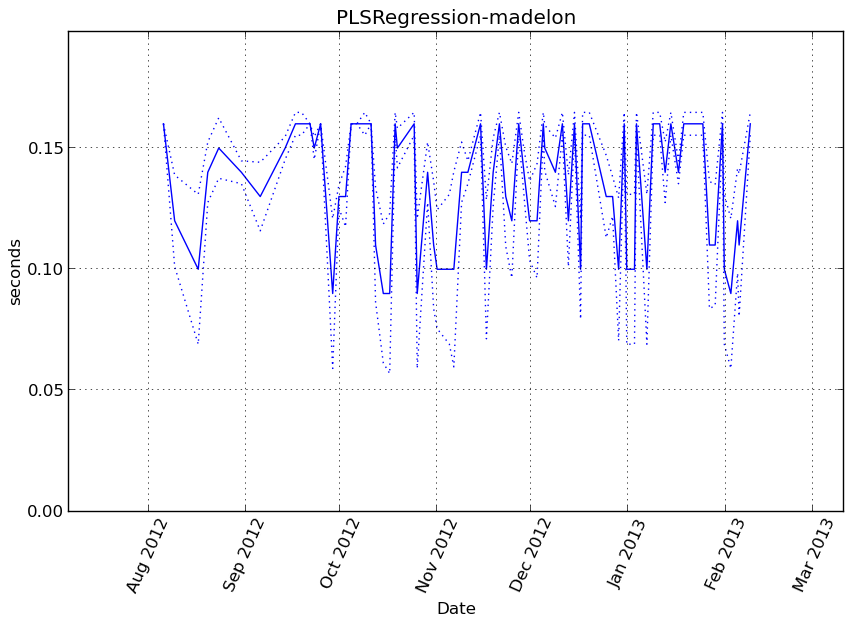 PLSRegression-madelon
seconds
0.15
0.10
0.05
0.00
Aug 2012
Sep 2012
Oct 2012
Nov 2012
Dec 2012
Jan 2013
Feb 2013
Mar 2013
Date